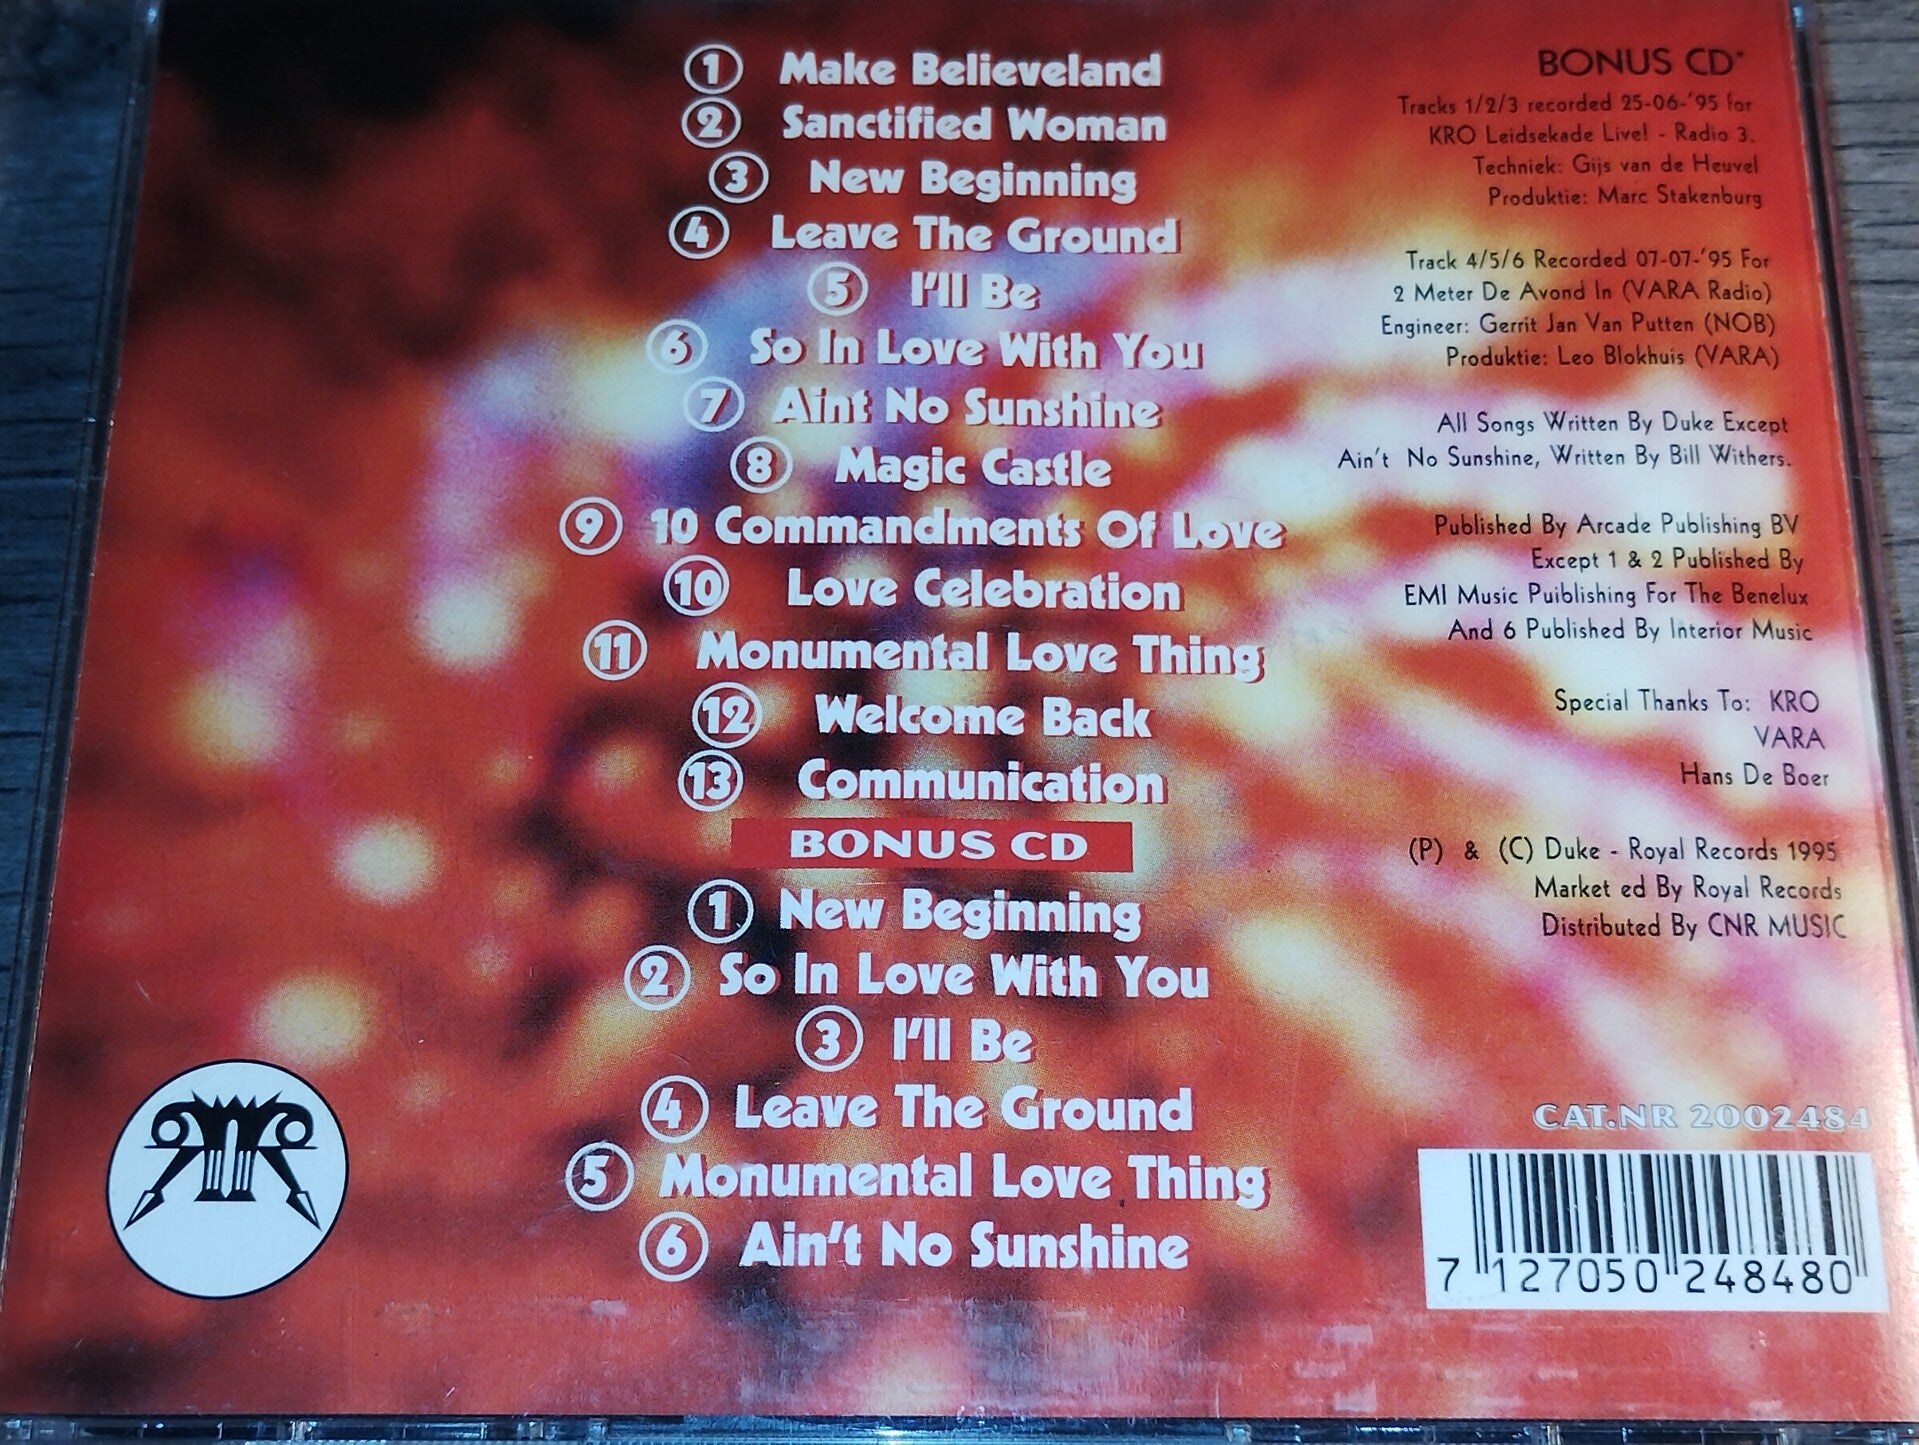 1 Make Believeland
2 Sanctified Woman
3 New Beginning
4 Leave The Ground
5 I'll Be
6 So In Love With You
7 Aint No Sunshine
8 Magic Castle
9 10 Commandments Of Love
10 Love Celebration
11 Monumental Love Thing
12 Welcome Back
13 Communication
BONUS CD
1 New Beginning
2 So In Love With You
3 I'll Be
4 Leave The Ground
5 Monumental Love Thing
6 Ain't No Sunshine
BONUS CD*
Tracks 1/2/3 recorded 25-06-'95 for
KRO Leidsekade Live! - Radio 3.
Techniek: Gijs van de Heuvel
Produktie: Marc Stakenburg
Track 4/5/6 Recorded 07-07-'95 For
2 Meter De Avond In (VARA Radio)
Engineer: Gerrit Jan Van Putten (NOB)
Produktie: Leo Blokhuis (VARA)
All Songs Written By Duke Except
Ain't No Sunshine, Written By Bill Withers.
Published By Arcade Publishing BV
Except 1 & 2 Published By
EMI Music Puiblishing For The Benelux
And 6 Published By Interior Music
Special Thanks To: KRO
VARA
Hans De Boer
(P) & (C) Duke - Royal Records 1995
Market ed By Royal Records
Distributed By CNR MUSIC
CAT.NR 2002484
7 127050 248480